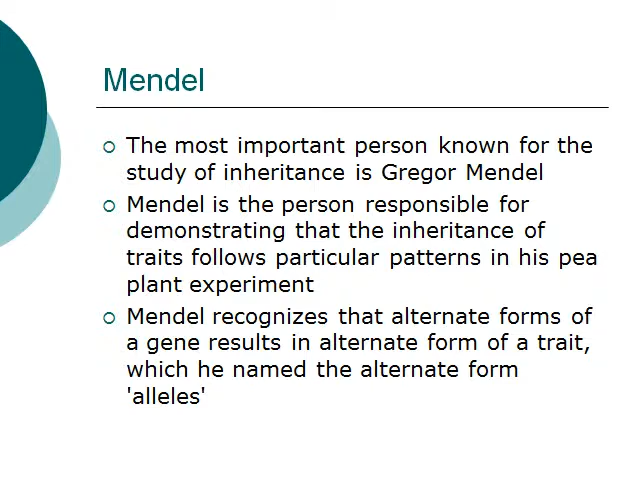 Mendel
The most important person known for the
study of inheritance is Gregor Mendel
Mendel is the person responsible for
demonstrating that the inheritance of
traits follows particular patterns in his pea
plant experiment
Mendel recognizes that alternate forms of
a gene results in alternate form of a trait,
which he named the alternate form
'alleles'